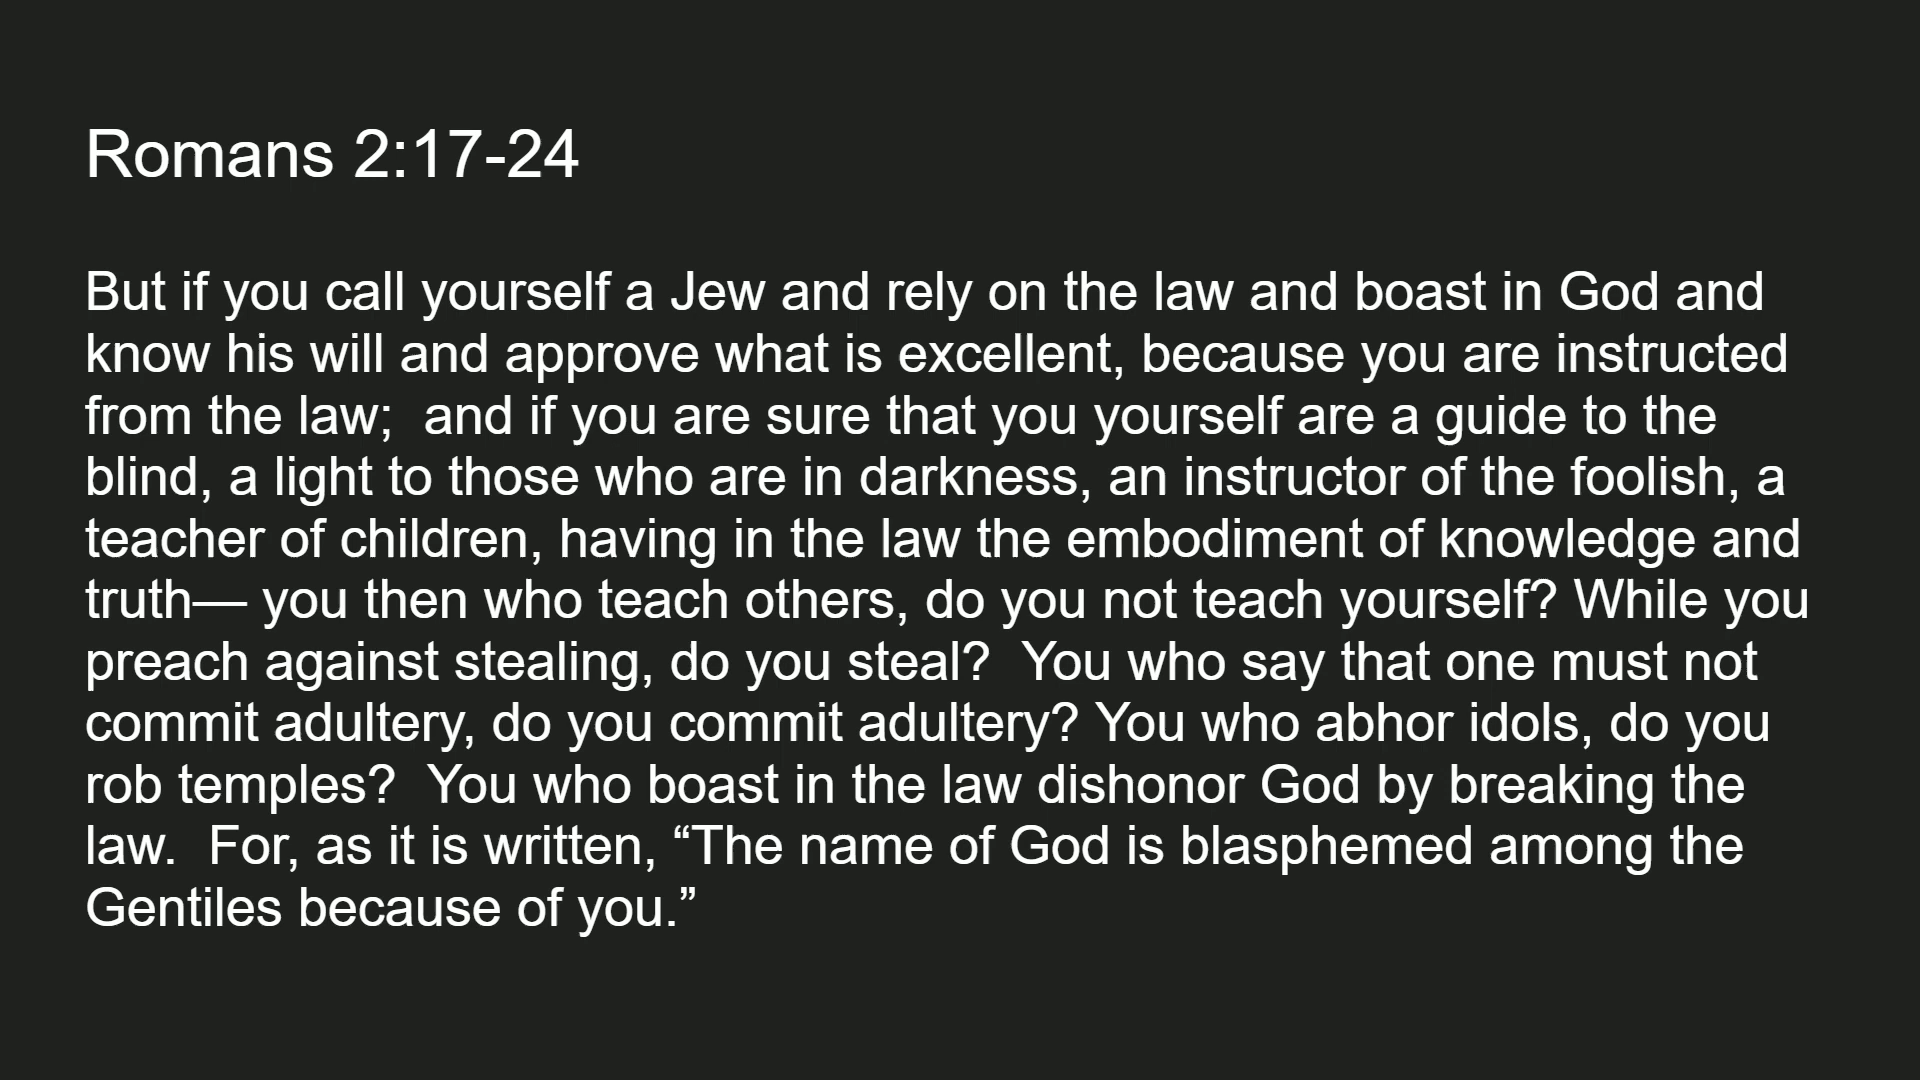 Romans 2:17-24
But if you call yourself a Jew and rely on the law and boast in God and
know his will and approve what is excellent, because you are instructed
from the law;  and if you are sure that you yourself are a guide to the
blind, a light to those who are in darkness, an instructor of the foolish, a
teacher of children, having in the law the embodiment of knowledge and
truth— you then who teach others, do you not teach yourself? While you
preach against stealing, do you steal?  You who say that one must not
commit adultery, do you commit adultery? You who abhor idols, do you
rob temples?  You who boast in the law dishonor God by breaking the
law.  For, as it is written, “The name of God is blasphemed among the
Gentiles because of you.”